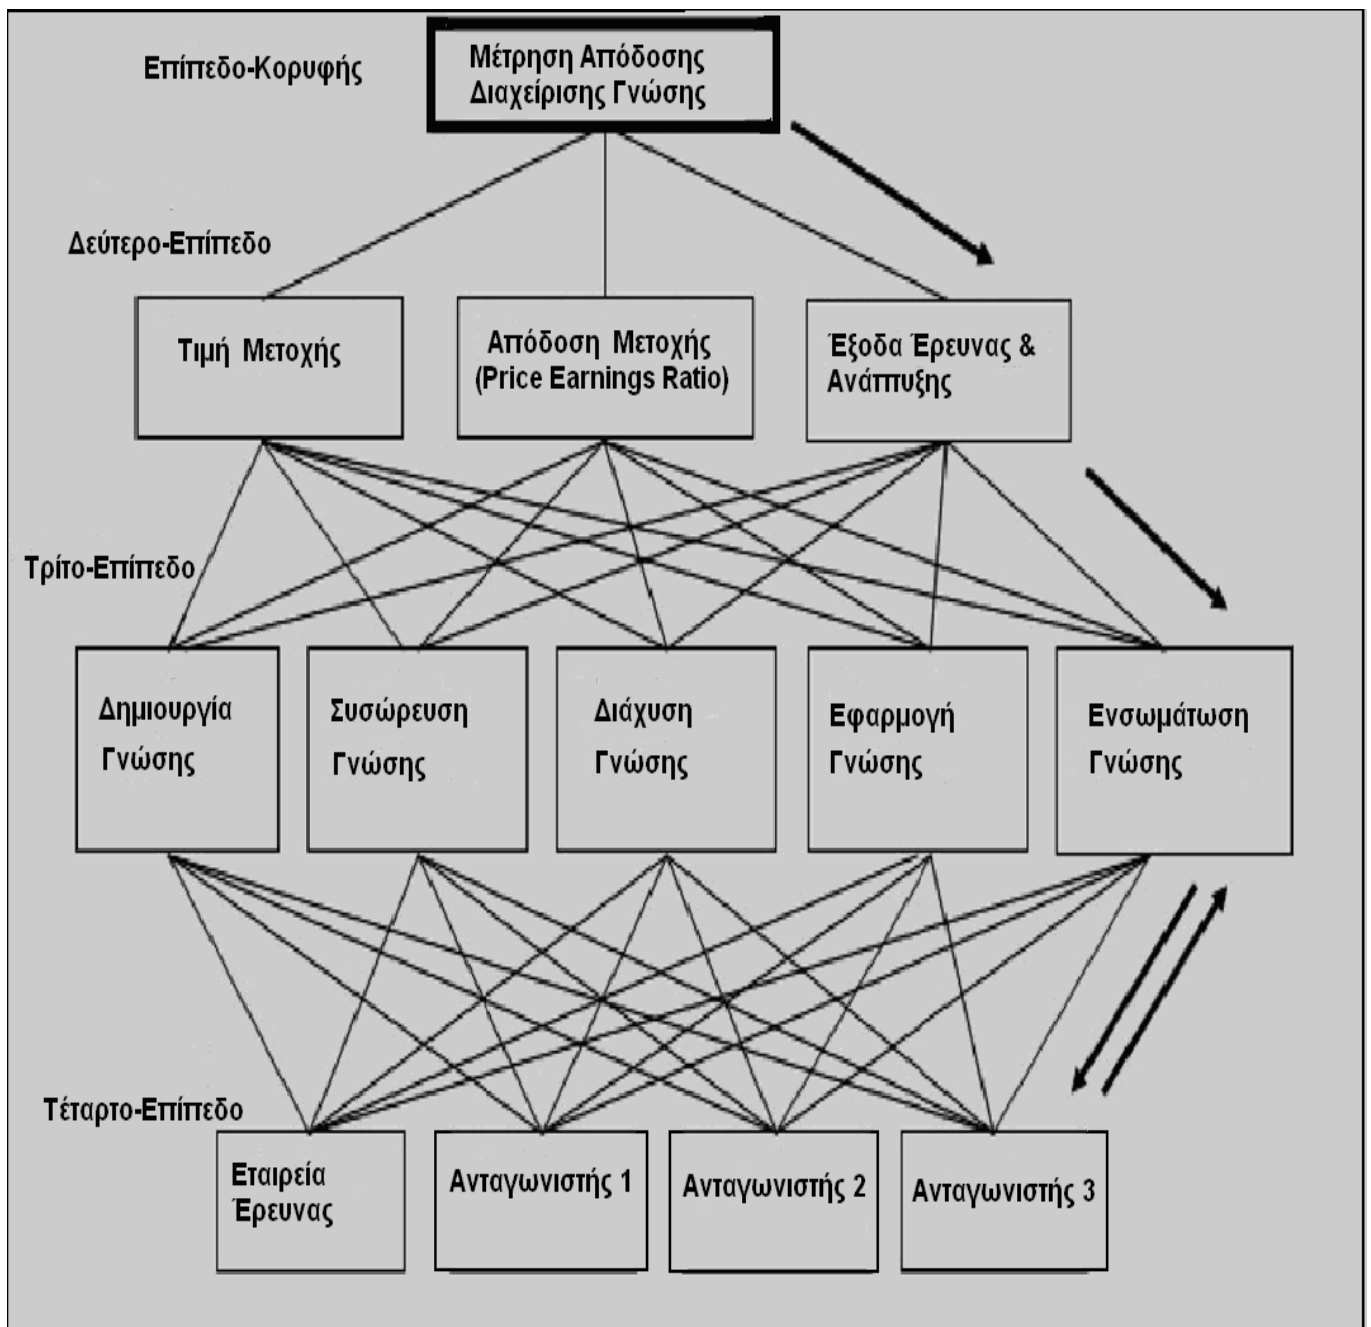 Επίπεδο-Κορυφής
Μέτρηση Απόδοσης
Διαχείρισης Γνώσης
Δεύτερο-Επίπεδο
Τιμή Μετοχής
Απόδοση Μετοχής
(Price Earnings Ratio)
Έξοδα Έρευνας &
Ανάπτυξης
Τρίτο-Επίπεδο
Δημιουργία
Γνώσης
Συσώρευση
Γνώσης
Διάχυση
Γνώσης
Εφαρμογή
Γνώσης
Ενσωμάτωση
Γνώσης
Τέταρτο-Επίπεδο
Εταιρεία
Έρευνας
Ανταγωνιστής 1
Ανταγωνιστής 2
Ανταγωνιστής 3